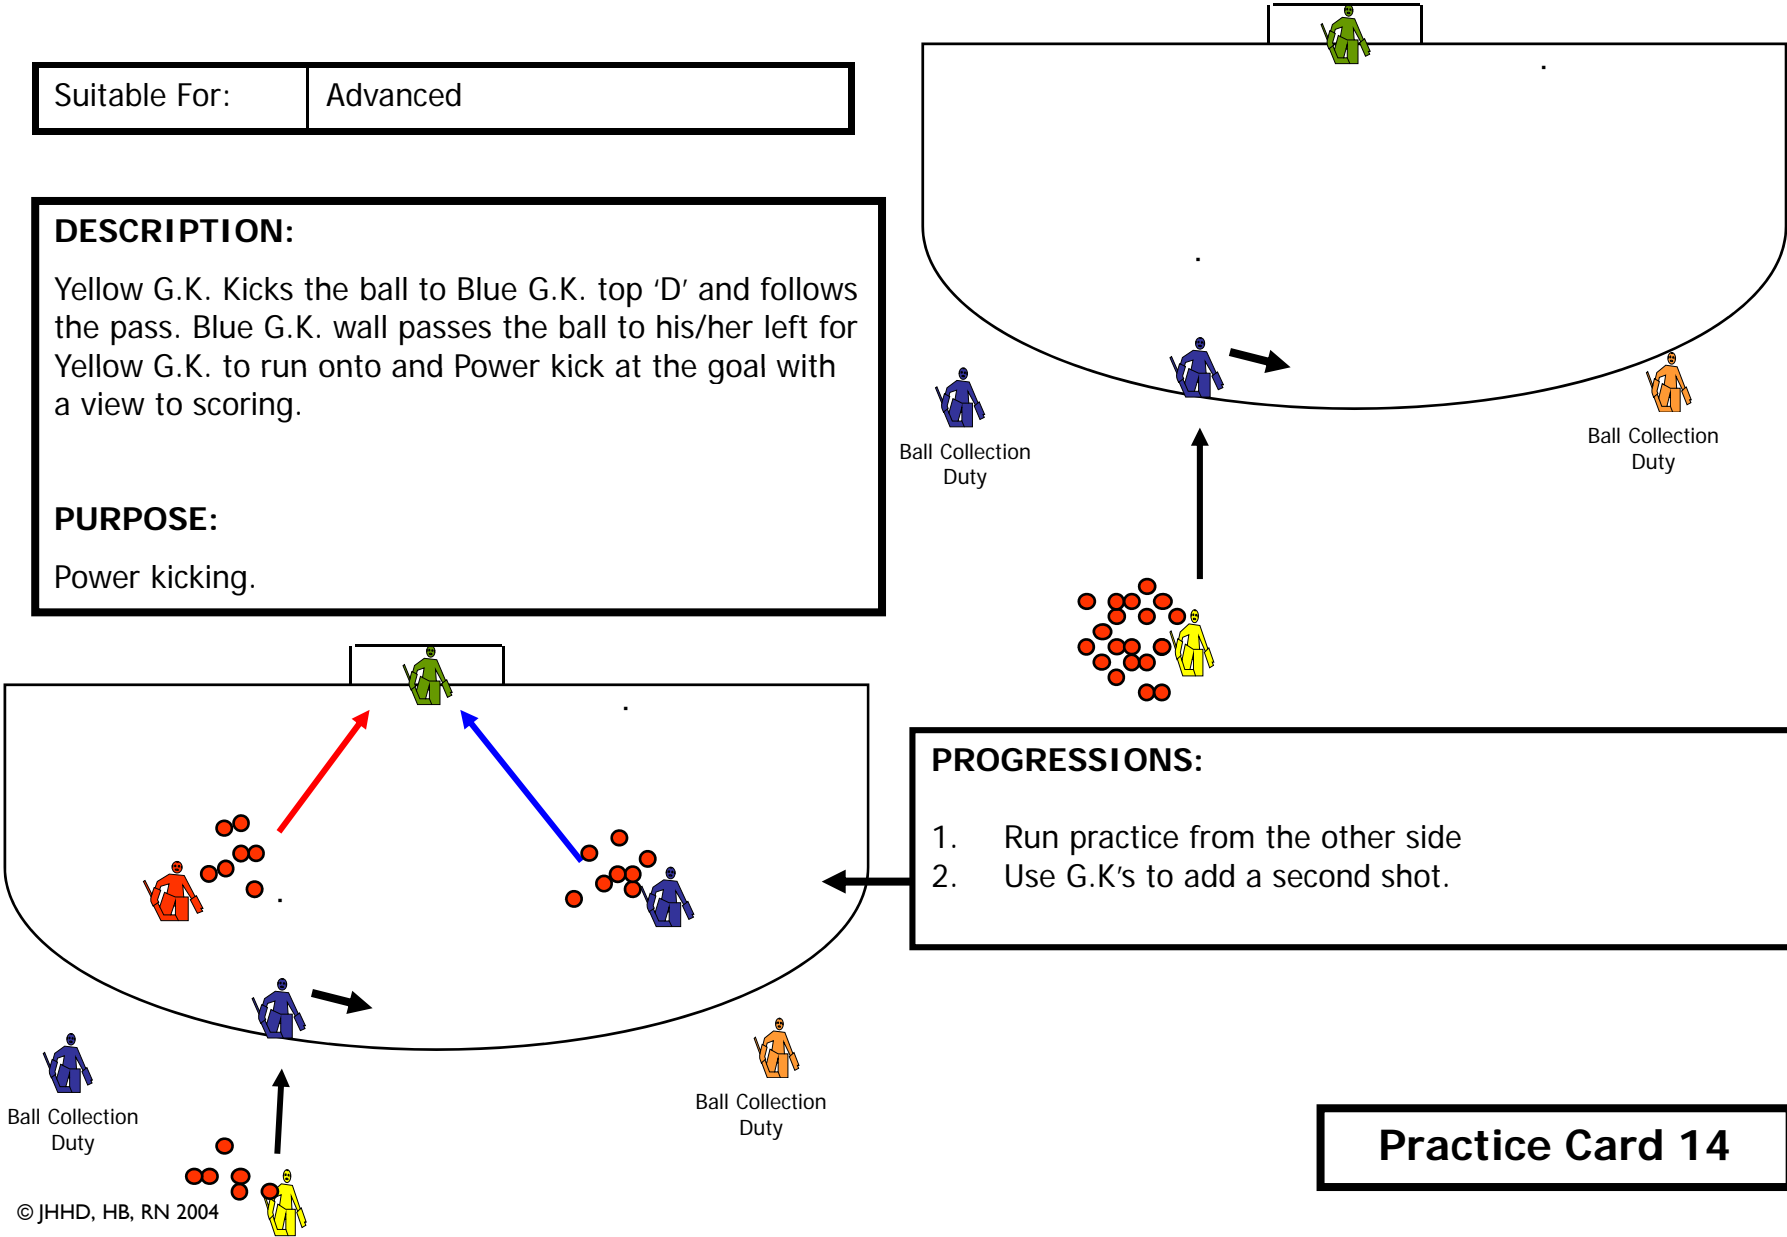 Suitable For: Advanced
DESCRIPTION:
Yellow G.K. Kicks the ball to Blue G.K. top ‘D’ and follows
the pass. Blue G.K. wall passes the ball to his/her left for
Yellow G.K. to run onto and Power kick at the goal with
a view to scoring.
PURPOSE:
Power kicking.
Ball Collection
Duty
Ball Collection
Duty
PROGRESSIONS:
1. Run practice from the other side
2. Use G.K’s to add a second shot.
Ball Collection
Duty
Ball Collection
Duty
Practice Card 14
© JHHD, HB, RN 2004